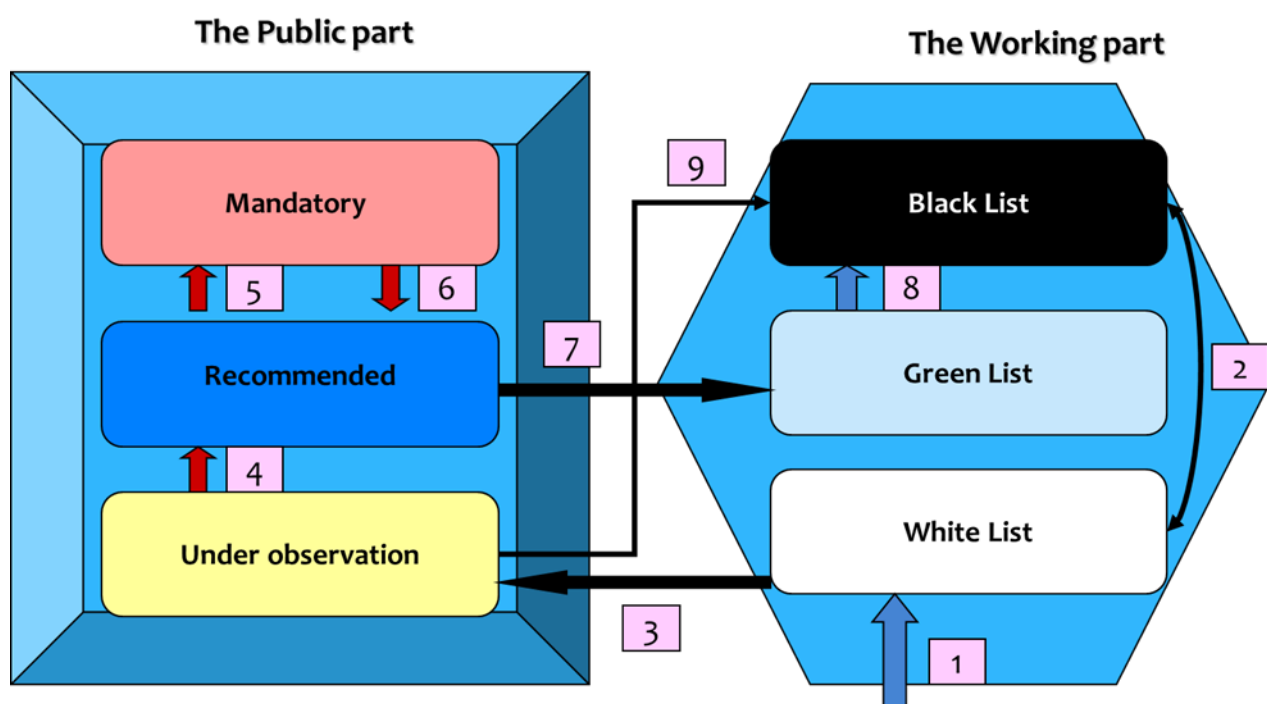 The Public part
The Working part
Mandatory
9
Black List
5
6
8
Recommended
7
Green List
2
4
Under observation
White List
3
1